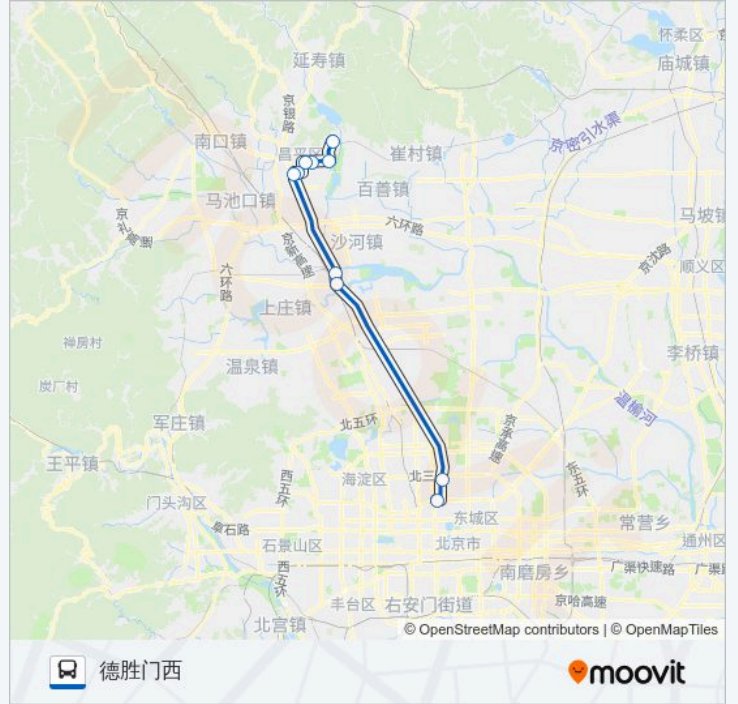 怀柔区
庙城镇
延寿镇
京银路
京密引水渠
南口镇
昌平区
崔村镇
百善镇
马池口镇
马坡镇
六环路
京礼高速
沙河镇
京新高速
京沈路
顺义区
六环路
上庄镇
禅房村
李桥镇
温泉镇
炭厂村
温榆河
军庄镇
北五环
京承高速
王平镇
西五环
海淀区
北三
东五环
门头沟区
东城区
常营乡
石路
石景山区
北京市
通州区
西五环
南磨房乡
广渠快速路
广渠
丰台区
右安门街道
京哈高速
北宫镇
© OpenStreetMap contributors | © OpenMapTiles
德胜门西
moovit